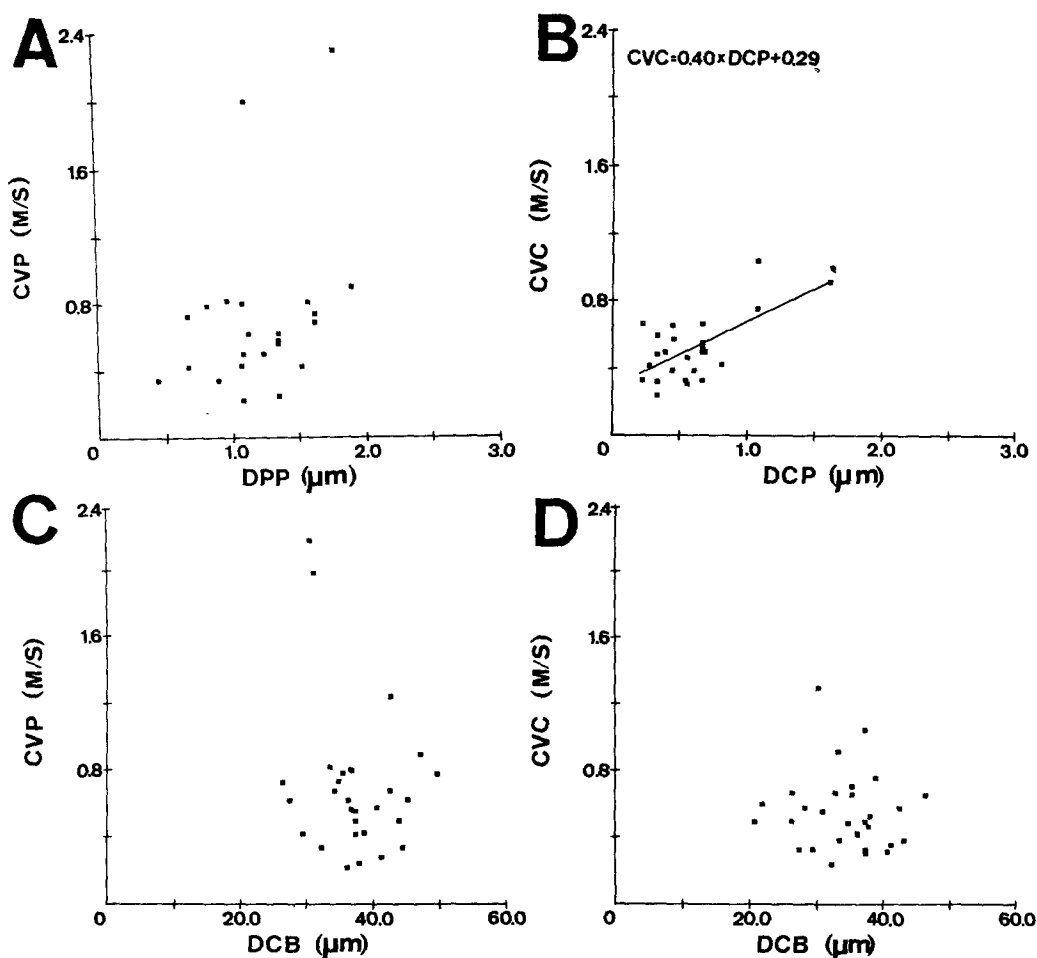 A
2.4
1.6
0.8
0
1.0
2.0
3.0
CVP (M/S)
DPP (µm)
B
2.4
CVC=0.40×DCP+0.29
1.6
0.8
0
1.0
2.0
3.0
CVC (M/S)
DCP (µm)
C
2.4
1.6
0.8
0
20.0
40.0
60.0
CVP (M/S)
DCB (µm)
D
2.4
1.6
0.8
0
20.0
40.0
60.0
CVC (M/S)
DCB (µm)